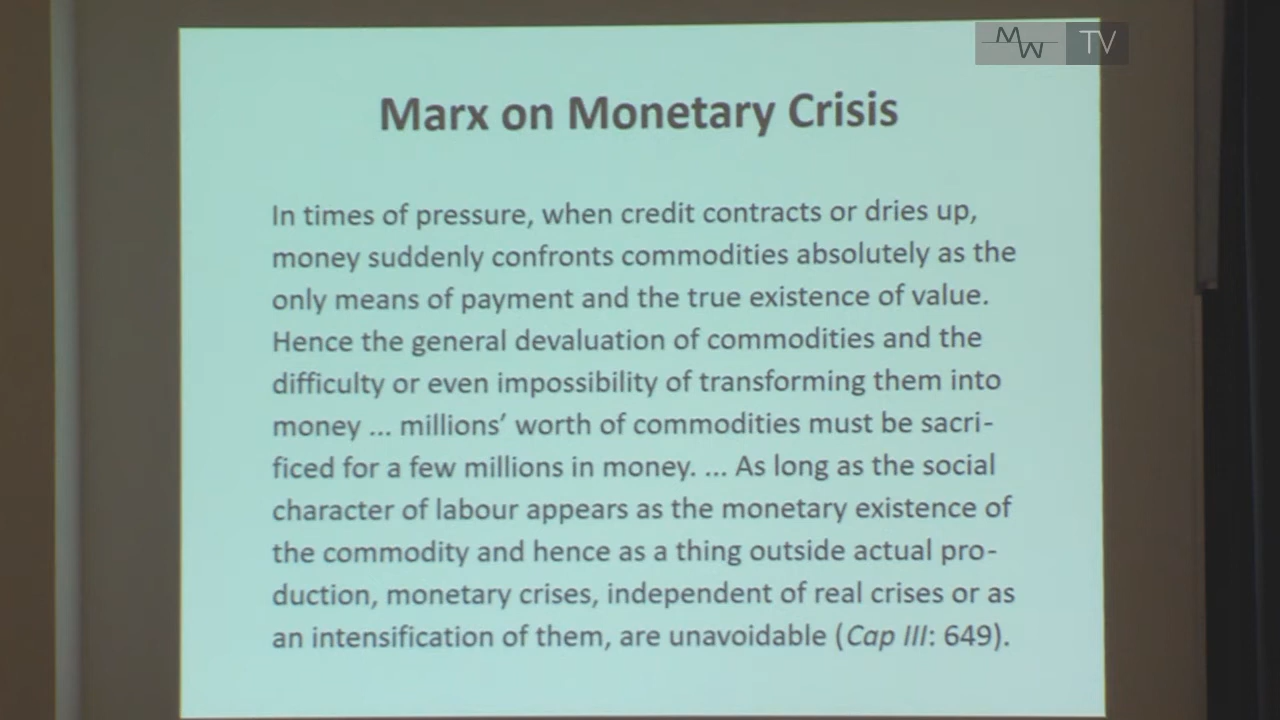 MW TV
Marx on Monetary Crisis
In times of pressure, when credit contracts or dries up,
money suddenly confronts commodities absolutely as the
only means of payment and the true existence of value.
Hence the general devaluation of commodities and the
difficulty or even impossibility of transforming them into
money ... millions’ worth of commodities must be sacri-
ficed for a few millions in money. ... As long as the social
character of labour appears as the monetary existence of
the commodity and hence as a thing outside actual pro-
duction, monetary crises, independent of real crises or as
an intensification of them, are unavoidable (Cap III: 649).